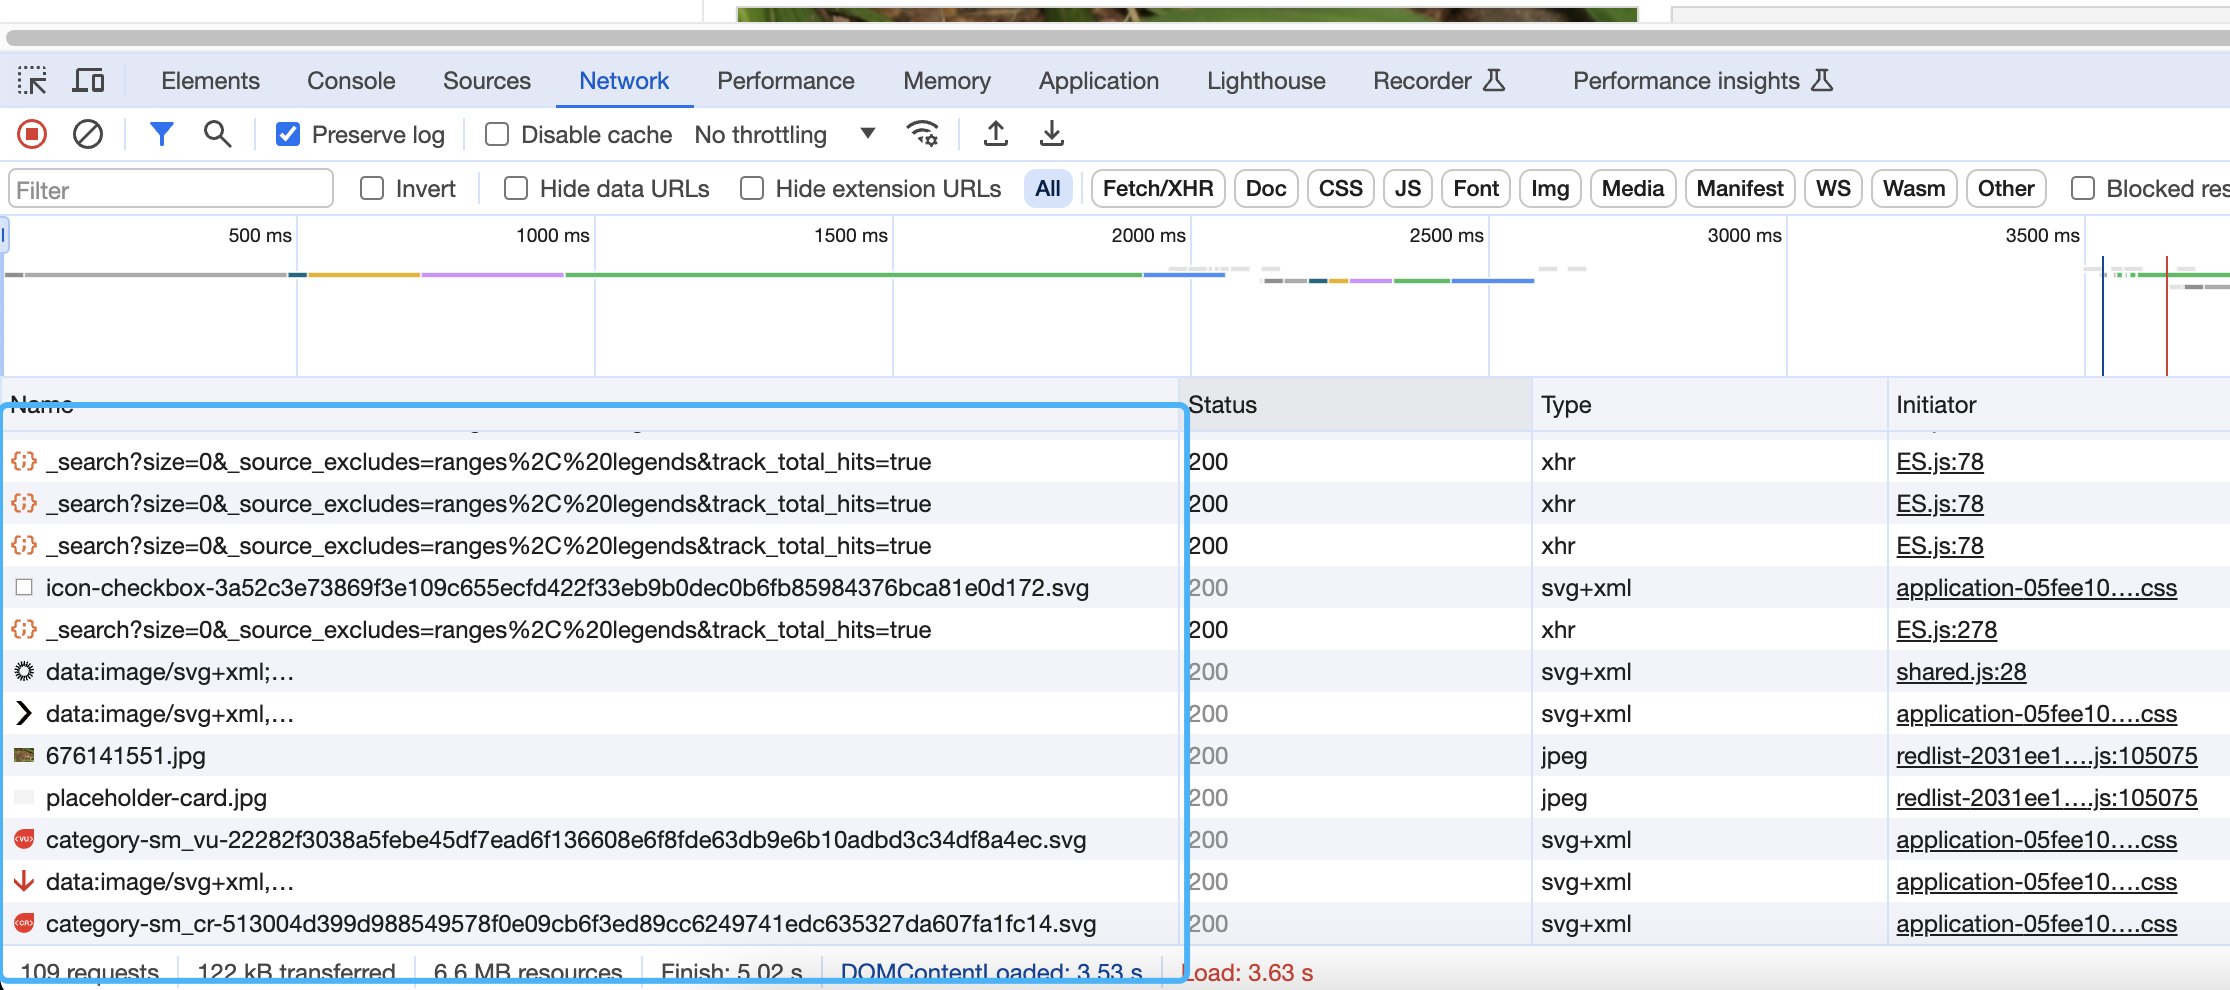 Elements Console Sources Network Performance Memory Application Lighthouse Recorder Performance insights
Preserve log Disable cache No throttling
Filter Invert Hide data URLs Hide extension URLs All Fetch/XHR Doc CSS JS Font Img Media Manifest WS Wasm Other Blocked res
500 ms 1000 ms 1500 ms 2000 ms 2500 ms 3000 ms 3500 ms
Name Status Type Initiator
_search?size=0&_source_excludes=ranges%2C%20legends&track_total_hits=true 200 xhr ES.js:78
_search?size=0&_source_excludes=ranges%2C%20legends&track_total_hits=true 200 xhr ES.js:78
_search?size=0&_source_excludes=ranges%2C%20legends&track_total_hits=true 200 xhr ES.js:78
icon-checkbox-3a52c3e73869f3e109c655ecfd422f33eb9b0dec0b6fb85984376bca81e0d172.svg 200 svg+xml application-05fee10….css
_search?size=0&_source_excludes=ranges%2C%20legends&track_total_hits=true 200 xhr ES.js:278
data:image/svg+xml;… 200 svg+xml shared.js:28
data:image/svg+xml,… 200 svg+xml application-05fee10….css
676141551.jpg 200 jpeg redlist-2031ee1….js:105075
placeholder-card.jpg 200 jpeg redlist-2031ee1….js:105075
VU category-sm_vu-22282f3038a5febe45df7ead6f136608e6f8fde63db9e6b10adbd3c34df8a4ec.svg 200 svg+xml application-05fee10….css
data:image/svg+xml,… 200 svg+xml application-05fee10….css
CR category-sm_cr-513004d399d988549578f0e09cb6f3ed89cc6249741edc635327da607fa1fc14.svg 200 svg+xml application-05fee10….css
109 requests 122 kB transferred 6.6 MB resources Finish: 5.02 s DOMContentLoaded: 3.53 s Load: 3.63 s